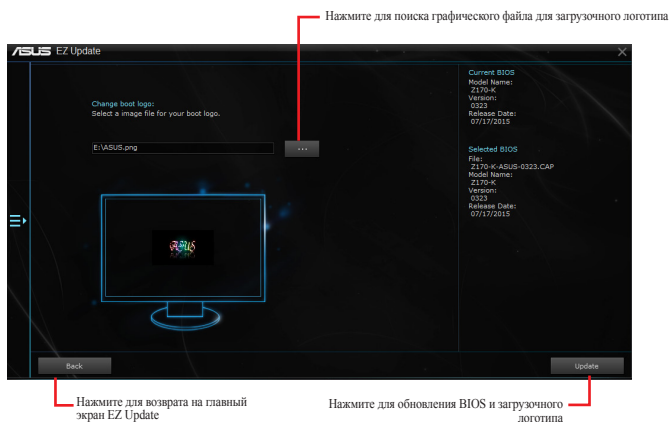 Нажмите для поиска графического файла для загрузочного логотипа
ASUS EZ Update
Change boot logo:
Select a image file for your boot logo.
E:\ASUS.png
...
ASUS
Current BIOS
Model Name:
Z170-K
Version:
0323
Release Date:
07/17/2015
Selected BIOS
File:
Z170-K-ASUS-0323.CAP
Model Name:
Z170-K
Version:
0323
Release Date:
07/17/2015
Back
Update
Нажмите для возврата на главный
экран EZ Update
Нажмите для обновления BIOS и загрузочного
логотипа